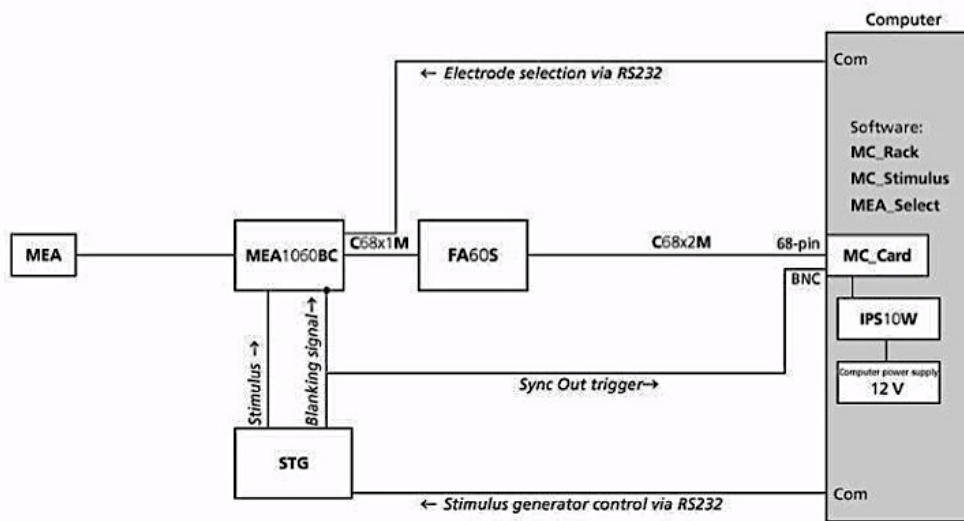 Computer
Com
← Electrode selection via RS232
Software:
MC_Rack
MC_Stimulus
MEA_Select
MEA
MEA1060BC
C68x1M
FA60S
C68x2M
68-pin
MC_Card
BNC
IPS10W
Computer power supply
12 V
Stimulus →
Blanking signal→
Sync Out trigger→
STG
← Stimulus generator control via RS232
Com